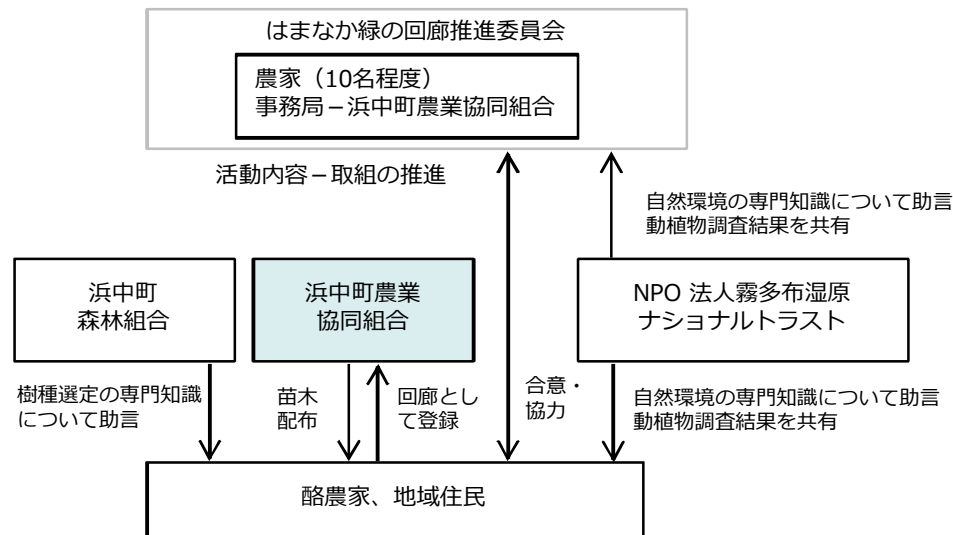 はまなか緑の回廊推進委員会
農家（10名程度）
事務局－浜中町農業協同組合
活動内容－取組の推進
自然環境の専門知識について助言
動植物調査結果を共有
浜中町
森林組合
浜中町農業
協同組合
NPO 法人霧多布湿原
ナショナルトラスト
樹種選定の専門知識
について助言
苗木
配布
回廊とし
て登録
合意・
協力
自然環境の専門知識について助言
動植物調査結果を共有
酪農家、地域住民